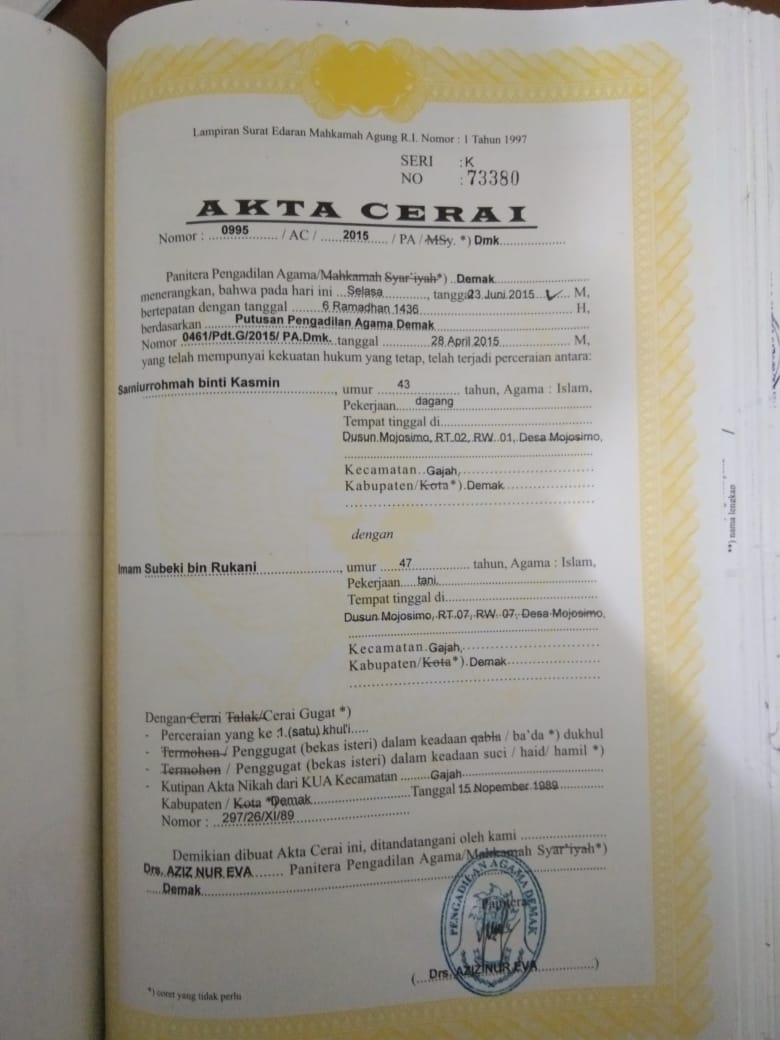 Lampiran Surat Edaran Mahkamah Agung R.I. Nomor : 1 Tahun 1997
SERI : K
NO : 73380
AKTA CERAI
Nomor : ...0995......... / AC / ....2015..... / PA / MSy. *) Dmk................
Panitera Pengadilan Agama/Mahkamah Syar'iyah*) ..Demak.................
menerangkan, bahwa pada hari ini ...Selasa............., tanggal 23 Juni 2015........ M,
bertepatan dengan tanggal .........6 Ramadhan 1436................................ H,
berdasarkan ........Putusan Pengadilan Agama Demak................................
Nomor 0461/Pdt.G/2015/ PA.Dmk. tanggal ............28 April 2015................ M,
yang telah mempunyai kekuatan hukum yang tetap, telah terjadi perceraian antara:
Samiurrohmah binti Kasmin ............., umur ...43............. tahun, Agama : Islam,
Pekerjaan.....dagang...............................
Tempat tinggal di...................................
Dusun Mojosimo, RT.02, RW. 01, Desa Mojosimo,
Kecamatan..Gajah,...............................
Kabupaten/Kota*).Demak.....................
dengan
Imam Subeki bin Rukani ....................., umur ....47............. tahun, Agama : Islam,
Pekerjaan.....tani...................................
Tempat tinggal di...................................
Dusun Mojosimo, RT.07, RW. 07, Desa Mojosimo,
Kecamatan.Gajah,...............................
Kabupaten/Kota*).Demak.....................
Dengan Cerai Talak/Cerai Gugat *)
- Perceraian yang ke :1.(satu) khul'i.....
- Termohon / Penggugat (bekas isteri) dalam keadaan qabla / ba'da *) dukhul
- Termohon / Penggugat (bekas isteri) dalam keadaan suci / haid/ hamil *)
- Kutipan Akta Nikah dari KUA Kecamatan ........Gajah................................
Kabupaten / Kota *)Demak........................Tanggal 15 Nopember 1989...........
Nomor : ..297/26/XI/89..................................
Demikian dibuat Akta Cerai ini, ditandatangani oleh kami .......................
Drs. AZIZ NUR EVA....... Panitera Pengadilan Agama/Mahkamah Syar'iyah*)
.....Demak................................................
PENGADILAN AGAMA DEMAK
Panitera
(....Drs. AZIZ NUR EVA................)
*) coret yang tidak perlu
**) nama lengkap